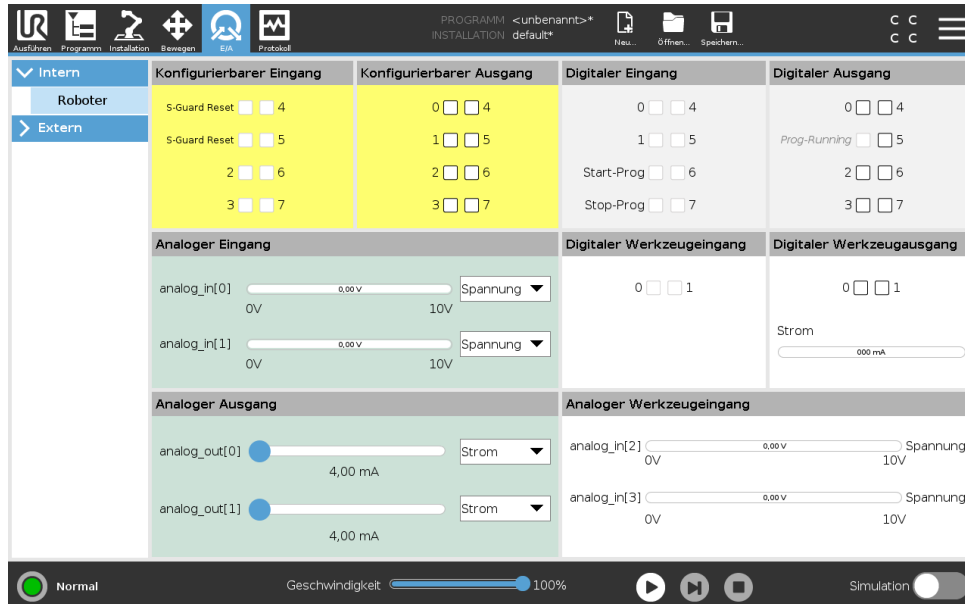 PROGRAMM <unbenannt>*
INSTALLATION default*
Ausführen Programm Installation Bewegen E/A Protokoll
Neu... Öffnen... Speichern...
C C
C C
Intern
Roboter
Extern
Konfigurierbarer Eingang
S-Guard Reset 4
S-Guard Reset 5
2 6
3 7
Konfigurierbarer Ausgang
0 4
1 5
2 6
3 7
Digitaler Eingang
0 4
1 5
Start-Prog 6
Stop-Prog 7
Digitaler Ausgang
0 4
Prog-Running 5
2 6
3 7
Analoger Eingang
analog_in[0] 0,00 V Spannung
0V 10V
analog_in[1] 0,00 V Spannung
0V 10V
Digitaler Werkzeugeingang
0 1
Digitaler Werkzeugausgang
0 1
Strom
000 mA
Analoger Ausgang
analog_out[0] Strom
4,00 mA
analog_out[1] Strom
4,00 mA
Analoger Werkzeugeingang
analog_in[2] 0,00 V Spannung
0V 10V
analog_in[3] 0,00 V Spannung
0V 10V
Normal
Geschwindigkeit 100%
Simulation